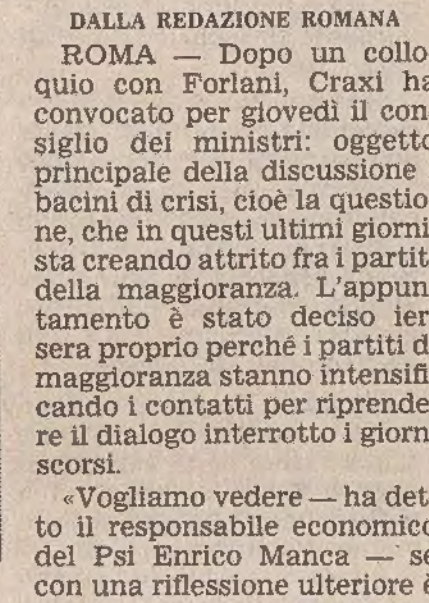 DALLA REDAZIONE ROMANA
ROMA — Dopo un collo
quio con Forlani, Craxi ha
convocato per giovedì il con
siglio dei ministri: oggetto
principale della discussione
bacini di crisi, cioè la questio
ne, che in questi ultimi giorni
sta creando attrito fra i partit
della maggioranza. L'appun
tamento è stato deciso ier
sera proprio perché i partiti d
maggioranza stanno intensifi
cando i contatti per riprende
re il dialogo interrotto i giorn
scorsi.
«Vogliamo vedere — ha det
to il responsabile economico
del Psi Enrico Manca — se
con una riflessione ulteriore è